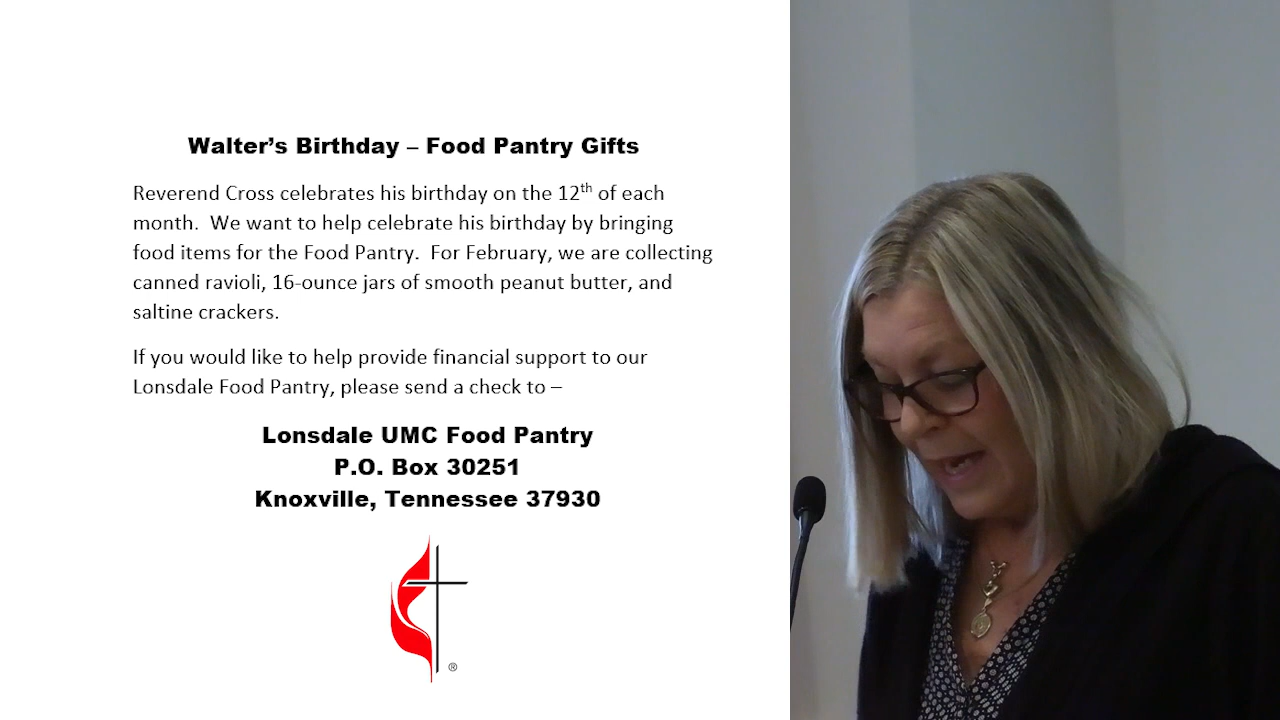 Walter’s Birthday – Food Pantry Gifts
Reverend Cross celebrates his birthday on the 12th of each
month.  We want to help celebrate his birthday by bringing
food items for the Food Pantry.  For February, we are collecting
canned ravioli, 16-ounce jars of smooth peanut butter, and
saltine crackers.
If you would like to help provide financial support to our
Lonsdale Food Pantry, please send a check to –
Lonsdale UMC Food Pantry
P.O. Box 30251
Knoxville, Tennessee 37930
®